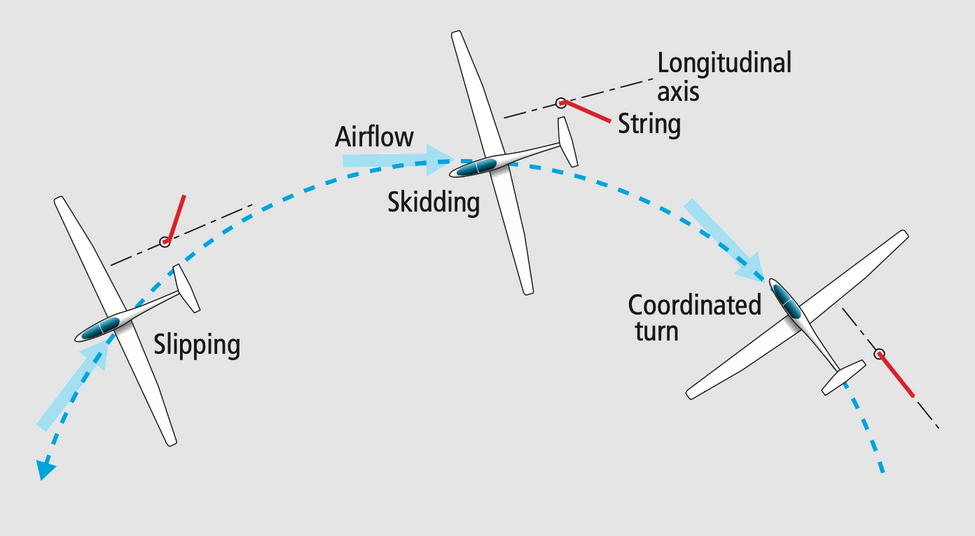 Longitudinal
axis
String
Airflow
Skidding
Coordinated
turn
Slipping